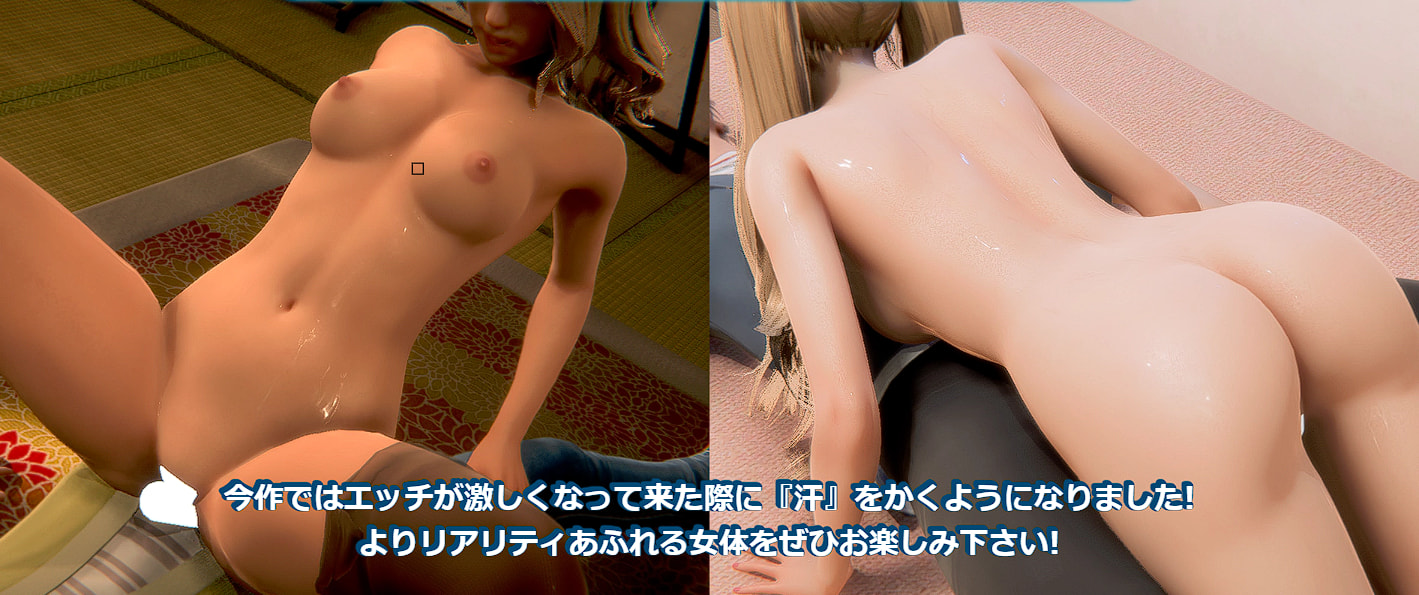 今作ではエッチが激しくなって来た際に『汗』をかくようになりました!
よりリアリティあふれる女体をぜひお楽しみ下さい!